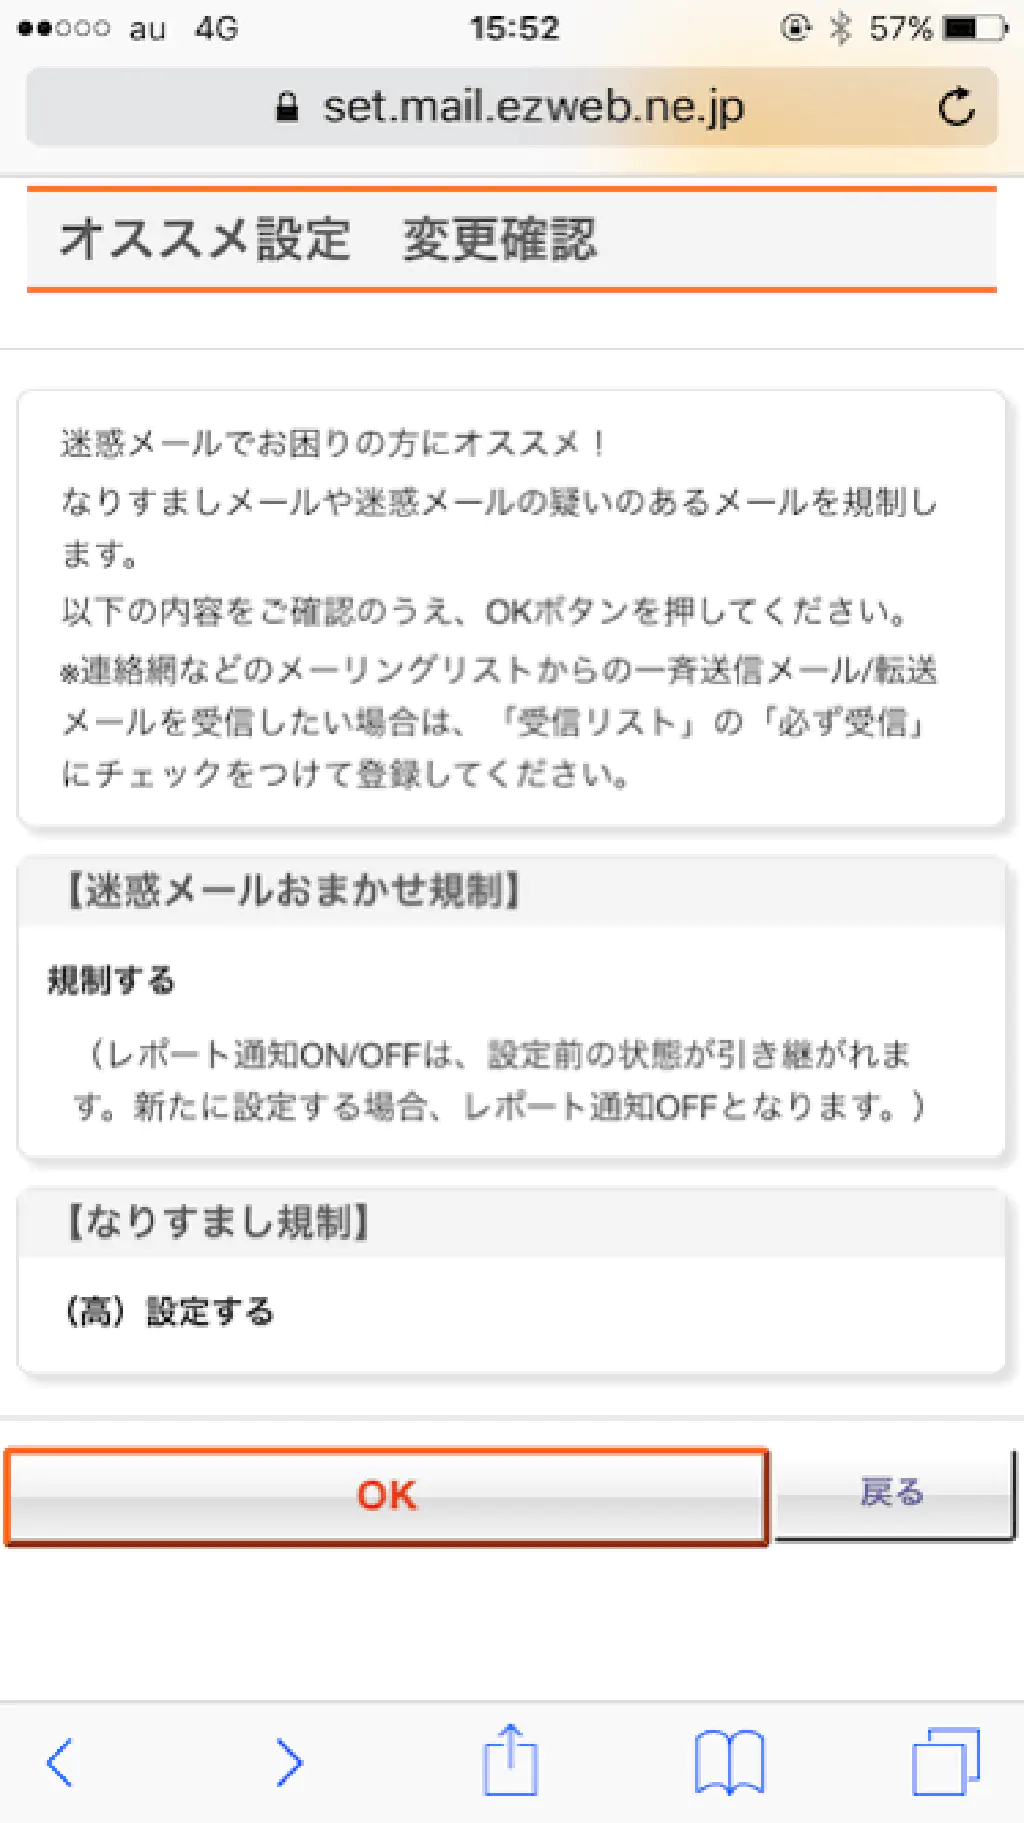 au 4G 15:52 57%
set.mail.ezweb.ne.jp
オススメ設定　変更確認
迷惑メールでお困りの方にオススメ！
なりすましメールや迷惑メールの疑いのあるメールを規制し
ます。
以下の内容をご確認のうえ、OKボタンを押してください。
※連絡網などのメーリングリストからの一斉送信メール/転送
メールを受信したい場合は、「受信リスト」の「必ず受信」
にチェックをつけて登録してください。
【迷惑メールおまかせ規制】
規制する
（レポート通知ON/OFFは、設定前の状態が引き継がれま
す。新たに設定する場合、レポート通知OFFとなります。）
【なりすまし規制】
（高）設定する
OK 戻る